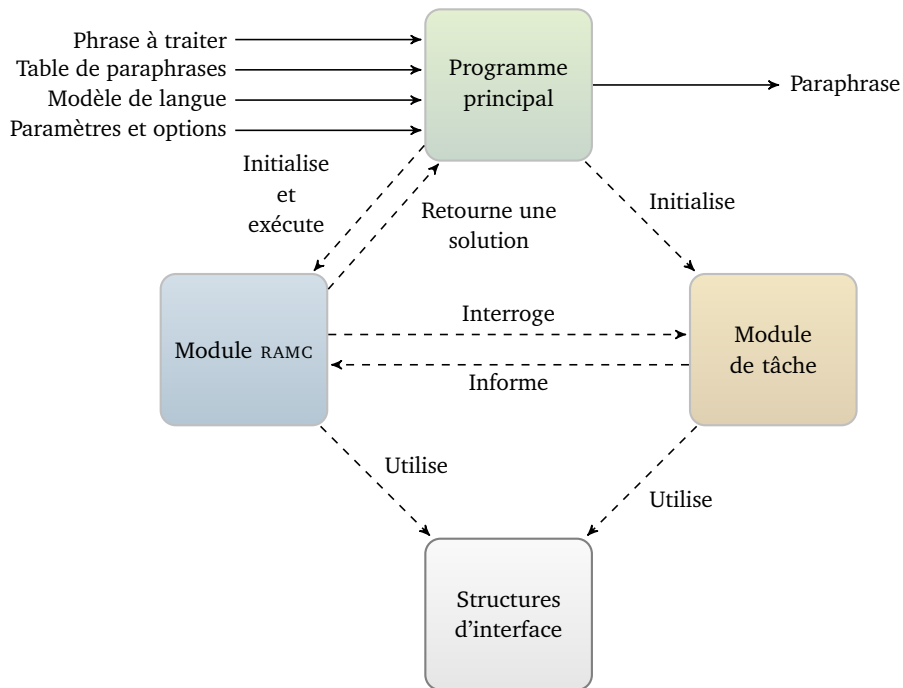 Phrase à traiter
Table de paraphrases
Modèle de langue
Paramètres et options
Programme
principal
Paraphrase
Initialise
et
exécute
Retourne une
solution
Initialise
Module RAMC
Interroge
Informe
Module
de tâche
Utilise
Utilise
Structures
d'interface